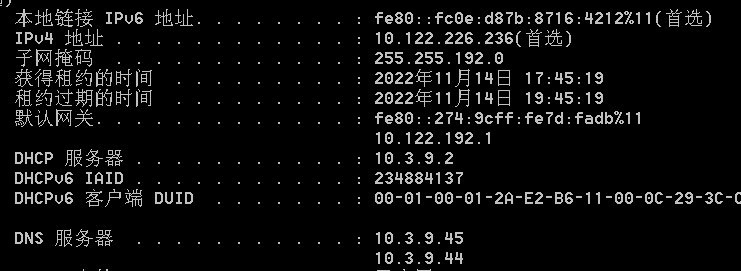 本地链接 IPv6 地址. . . . . . . . : fe80::fc0e:d87b:8716:4212%11(首选)
IPv4 地址 . . . . . . . . . . . . : 10.122.226.236(首选)
子网掩码 . . . . . . . . . . . . : 255.255.192.0
获得租约的时间 . . . . . . . . . : 2022年11月14日 17:45:19
租约过期的时间 . . . . . . . . . : 2022年11月14日 19:45:19
默认网关. . . . . . . . . . . . . : fe80::274:9cff:fe7d:fadb%11
10.122.192.1
DHCP 服务器 . . . . . . . . . . . : 10.3.9.2
DHCPv6 IAID . . . . . . . . . . . : 234884137
DHCPv6 客户端 DUID . . . . . . . : 00-01-00-01-2A-E2-B6-11-00-0C-29-3C-
DNS 服务器 . . . . . . . . . . . : 10.3.9.45
10.3.9.44